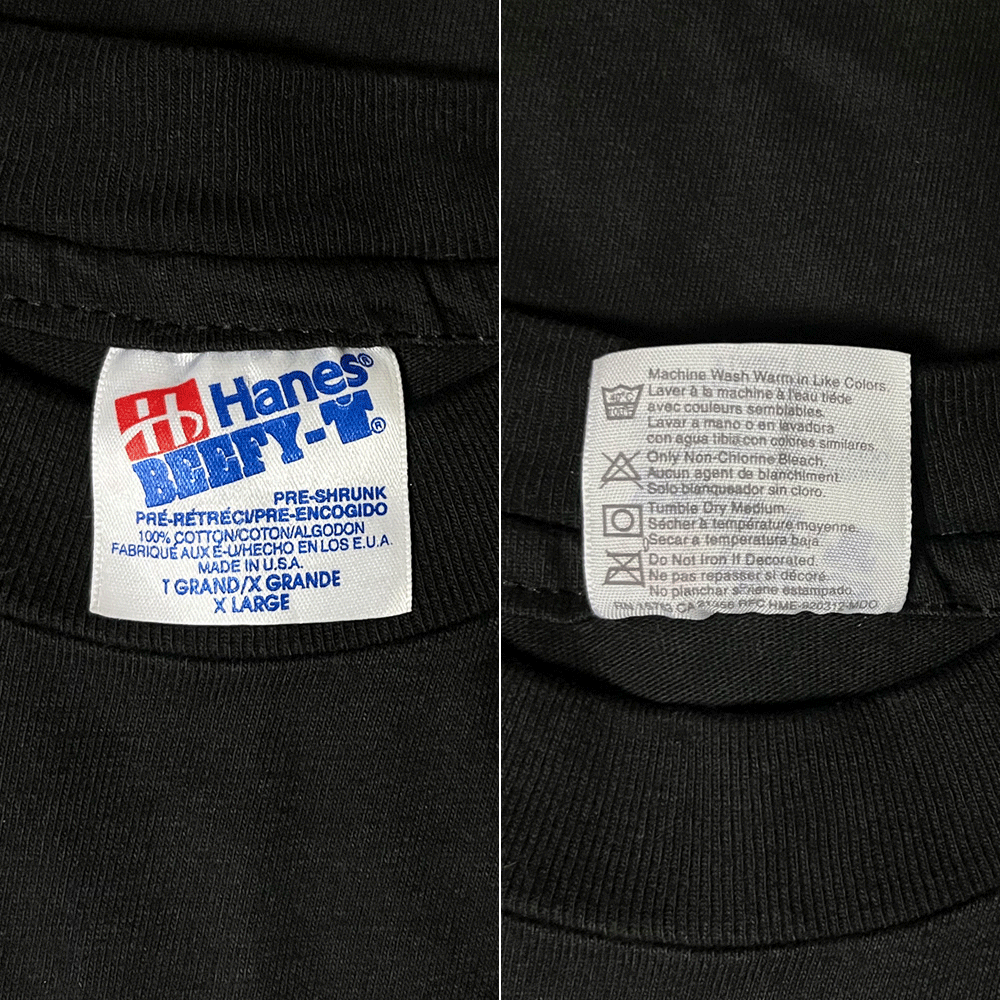 Hanes®
BEEFY-T®
PRE-SHRUNK
PRÉ-RÉTRÉCI/PRE-ENCOGIDO
100% COTTON/COTON/ALGODON
FABRIQUÉ AUX É-U/HECHO EN LOS E.U.A.
MADE IN U.S.A.
T GRAND/X GRANDE
X LARGE
Machine Wash Warm in Like Colors.
Laver à la machine à l'eau tiède
avec couleurs semblables.
Lavar a mano o en lavadora
con agua tibia con colores similares.
Only Non-Chlorine Bleach.
Aucun agent de blanchiment.
Solo blanqueador sin cloro.
Tumble Dry Medium.
Sécher à température moyenne.
Secar a temperatura baja.
Do Not Iron If Decorated.
Ne pas repasser si décoré.
No planchar si tiene estampado.
RN CA